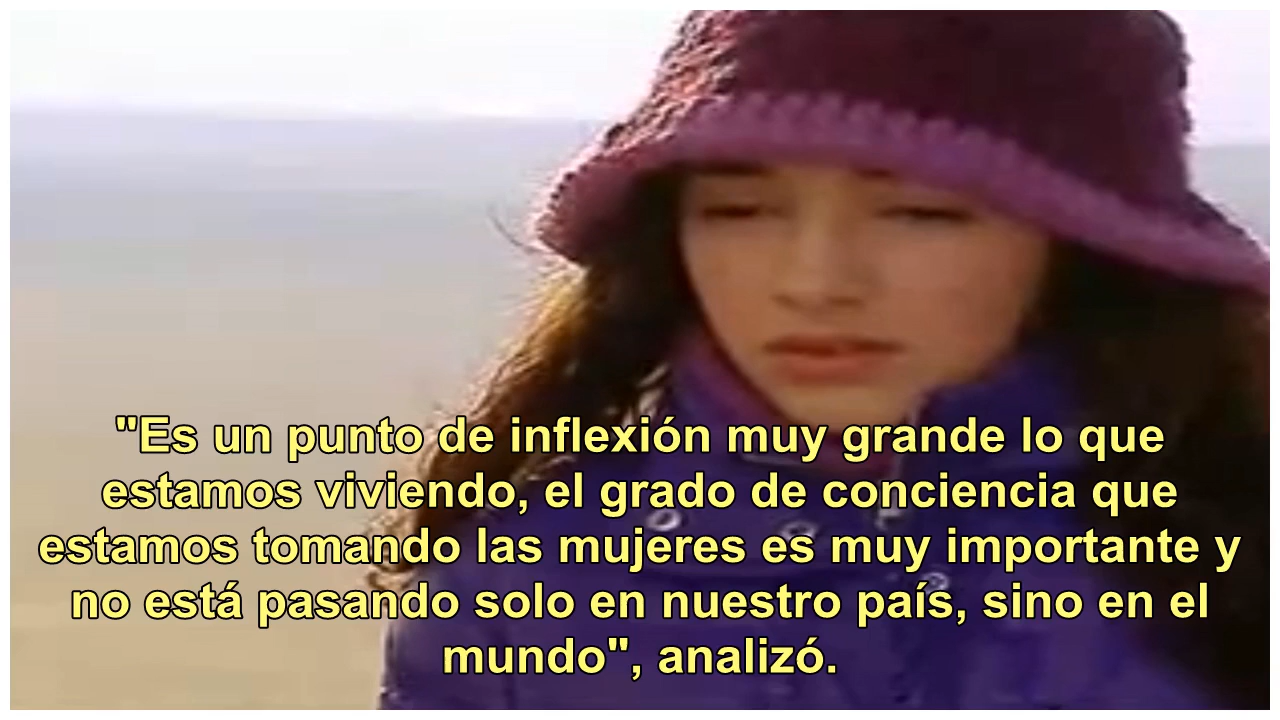 "Es un punto de inflexión muy grande lo que
estamos viviendo, el grado de conciencia que
estamos tomando las mujeres es muy importante y
no está pasando solo en nuestro país, sino en el
mundo", analizó.